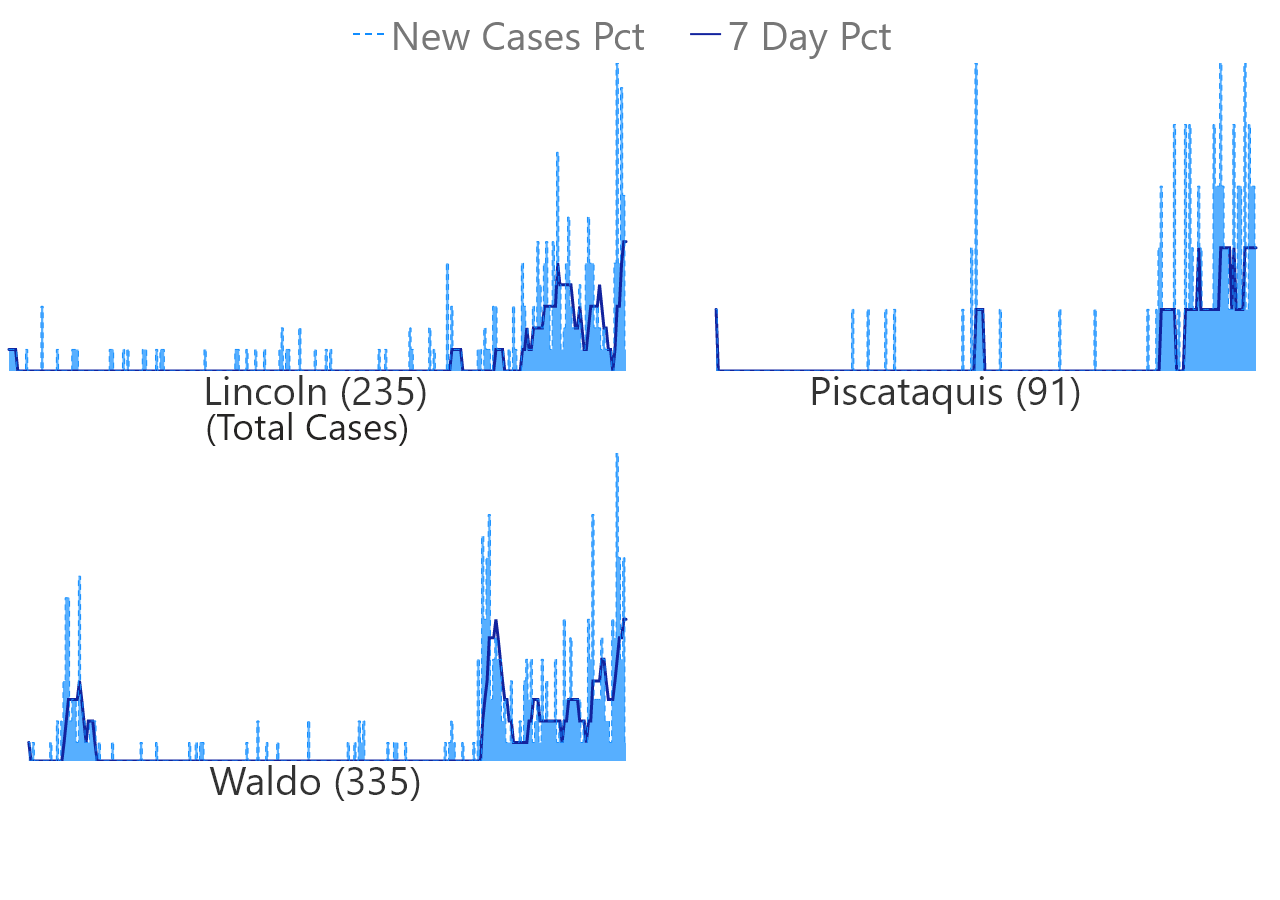 New Cases Pct 7 Day Pct
Lincoln (235) Piscataquis (91)
(Total Cases)
Waldo (335)